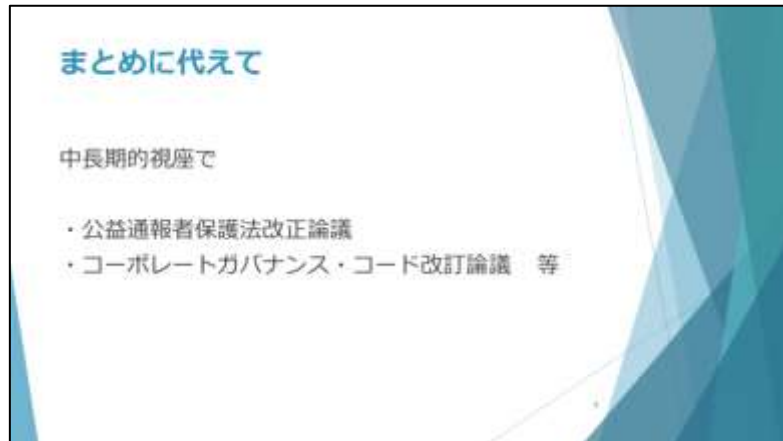 まとめに代えて
中長期的視座で
・公益通報者保護法改正論議
・コーポレートガバナンス・コード改訂論議　等